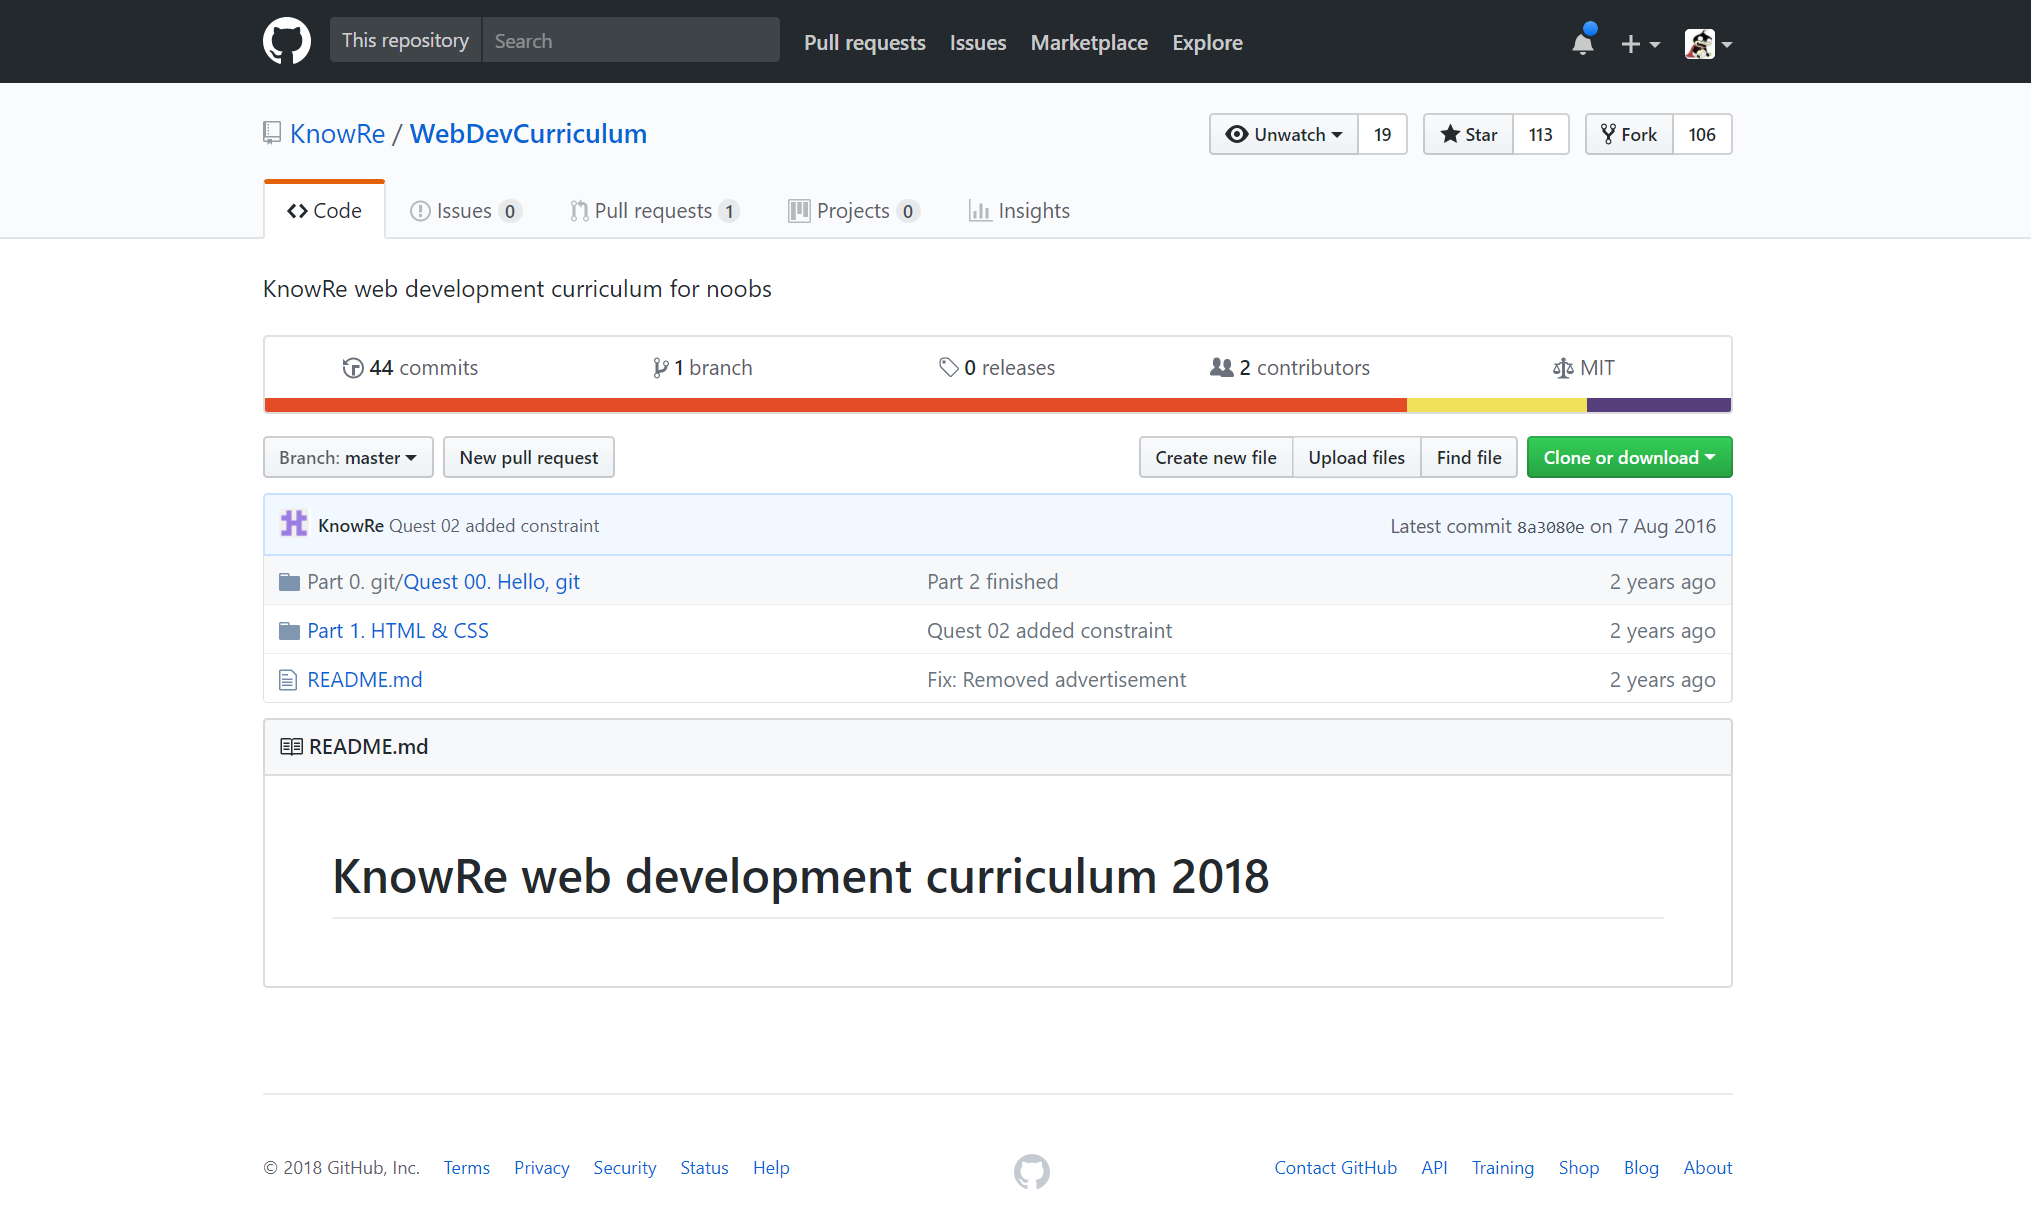 This repository Search Pull requests Issues Marketplace Explore
KnowRe / WebDevCurriculum Unwatch 19 Star 113 Fork 106
Code Issues 0 Pull requests 1 Projects 0 Insights
KnowRe web development curriculum for noobs
44 commits 1 branch 0 releases 2 contributors MIT
Branch: master New pull request Create new file Upload files Find file Clone or download
KnowRe Quest 02 added constraint Latest commit 8a3080e on 7 Aug 2016
Part 0. git/Quest 00. Hello, git Part 2 finished 2 years ago
Part 1. HTML & CSS Quest 02 added constraint 2 years ago
README.md Fix: Removed advertisement 2 years ago
README.md
KnowRe web development curriculum 2018
© 2018 GitHub, Inc. Terms Privacy Security Status Help Contact GitHub API Training Shop Blog About